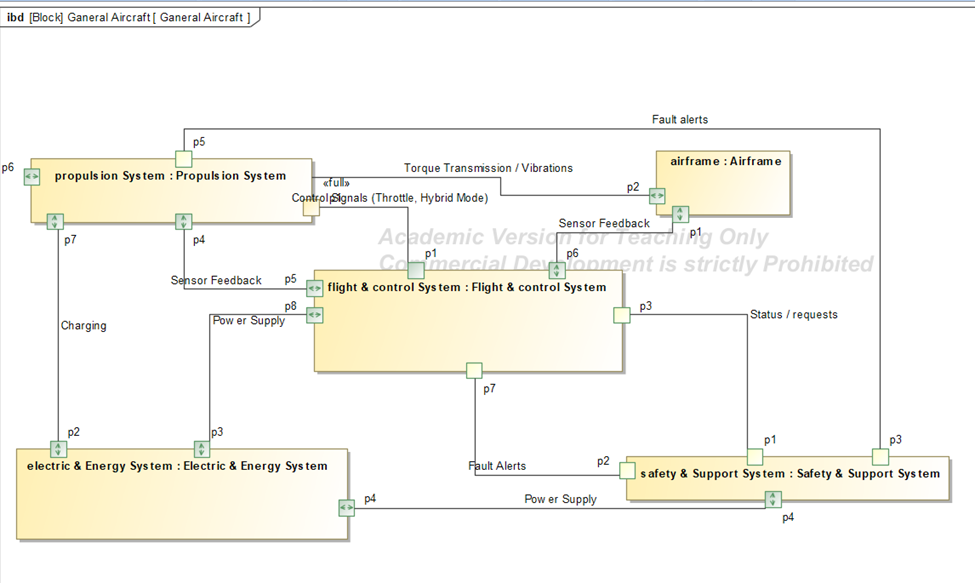 ibd [Block] Ganeral Aircraft[ Ganeral Aircraft ]
Fault alerts
p5
p6
propulsion System : Propulsion System
Torque Transmission / Vibrations
airframe : Airframe
p2
«full»
p1
Control Signals (Throttle, Hybrid Mode)
p7
p4
Sensor Feedback
p1
Academic Version for Teaching Only
Commercial Development is strictly Prohibited
p1
p6
Sensor Feedback
p5
flight & control System : Flight & control System
p8
Power Supply
p3
Status / requests
Charging
p7
p2
p3
p1
p3
electric & Energy System : Electric & Energy System
Fault Alerts
p2
safety & Support System : Safety & Support System
p4
Power Supply
p4